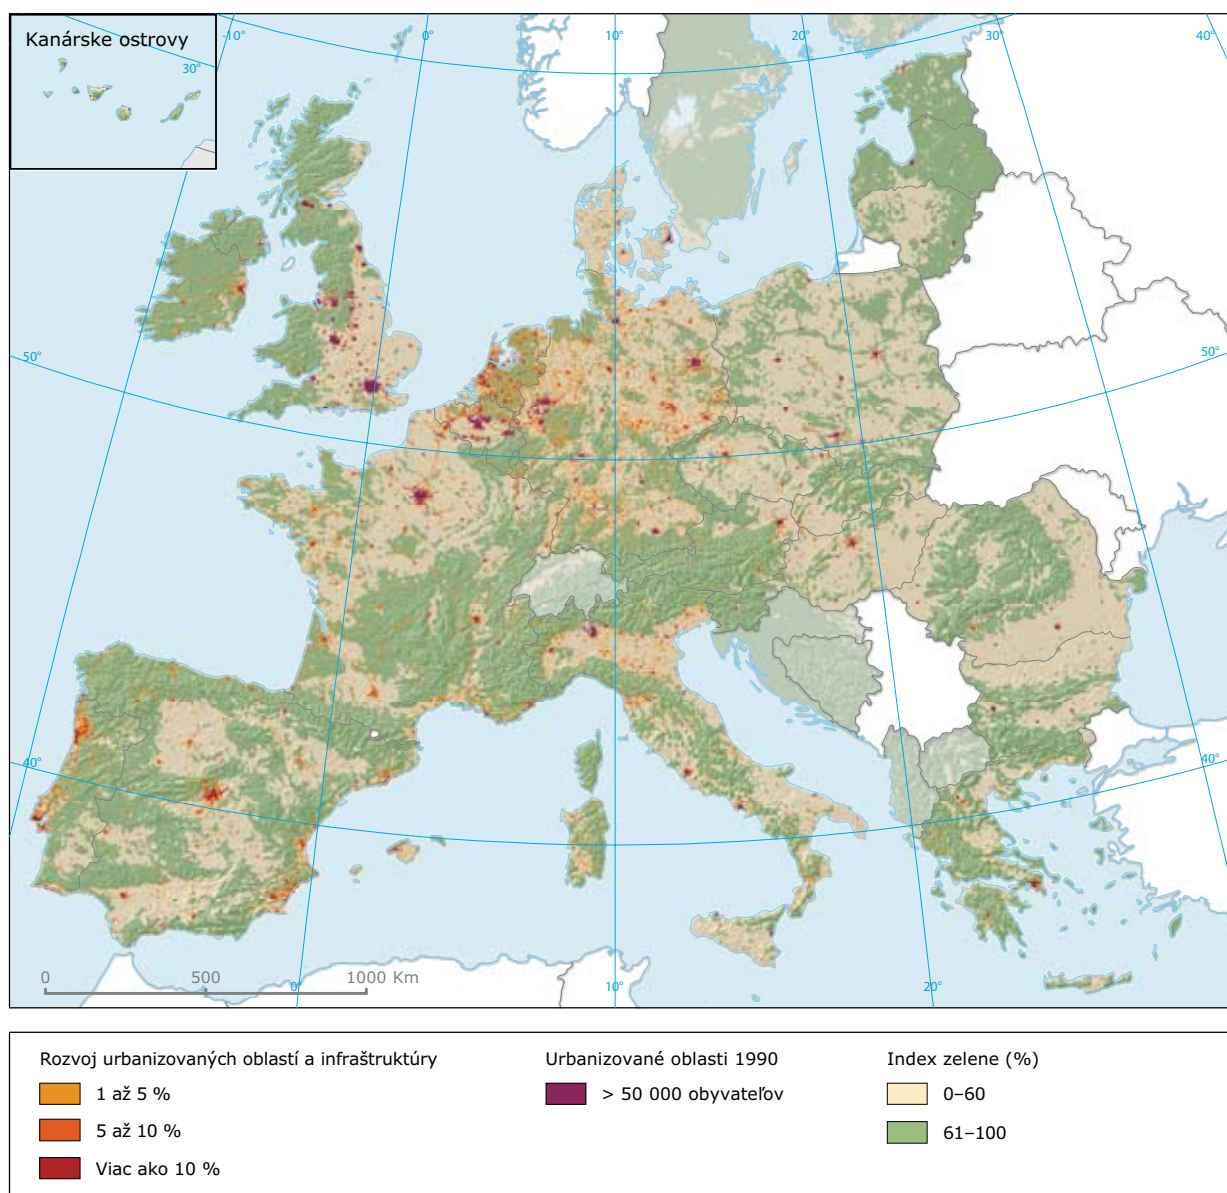 Kanárske ostrovy
-10°
0°
10°
20°
30°
40°
30°
50°
50°
40°
40°
0
500
1000 Km
0°
10°
20°
Rozvoj urbanizovaných oblastí a infraštruktúry
1 až 5 %
5 až 10 %
Viac ako 10 %
Urbanizované oblasti 1990
> 50 000 obyvateľov
Index zelene (%)
0–60
61–100